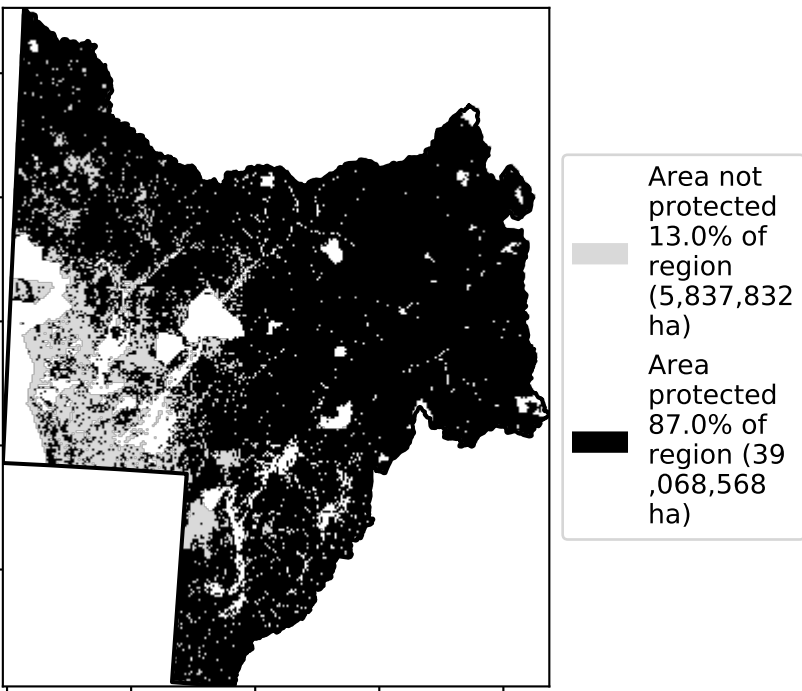 Area not
protected
13.0% of
region
(5,837,832
ha)
Area
protected
87.0% of
region (39
,068,568
ha)